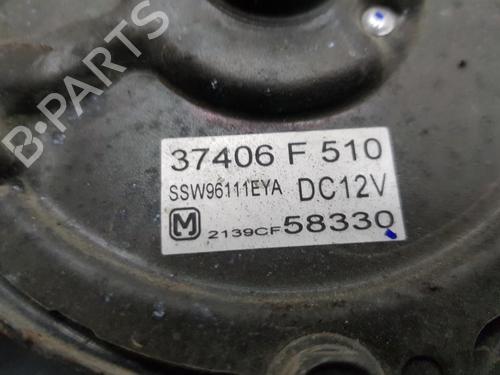 B-PARTS
37406 F 510
SSW96111EYA DC12V
M 2139CF 58330